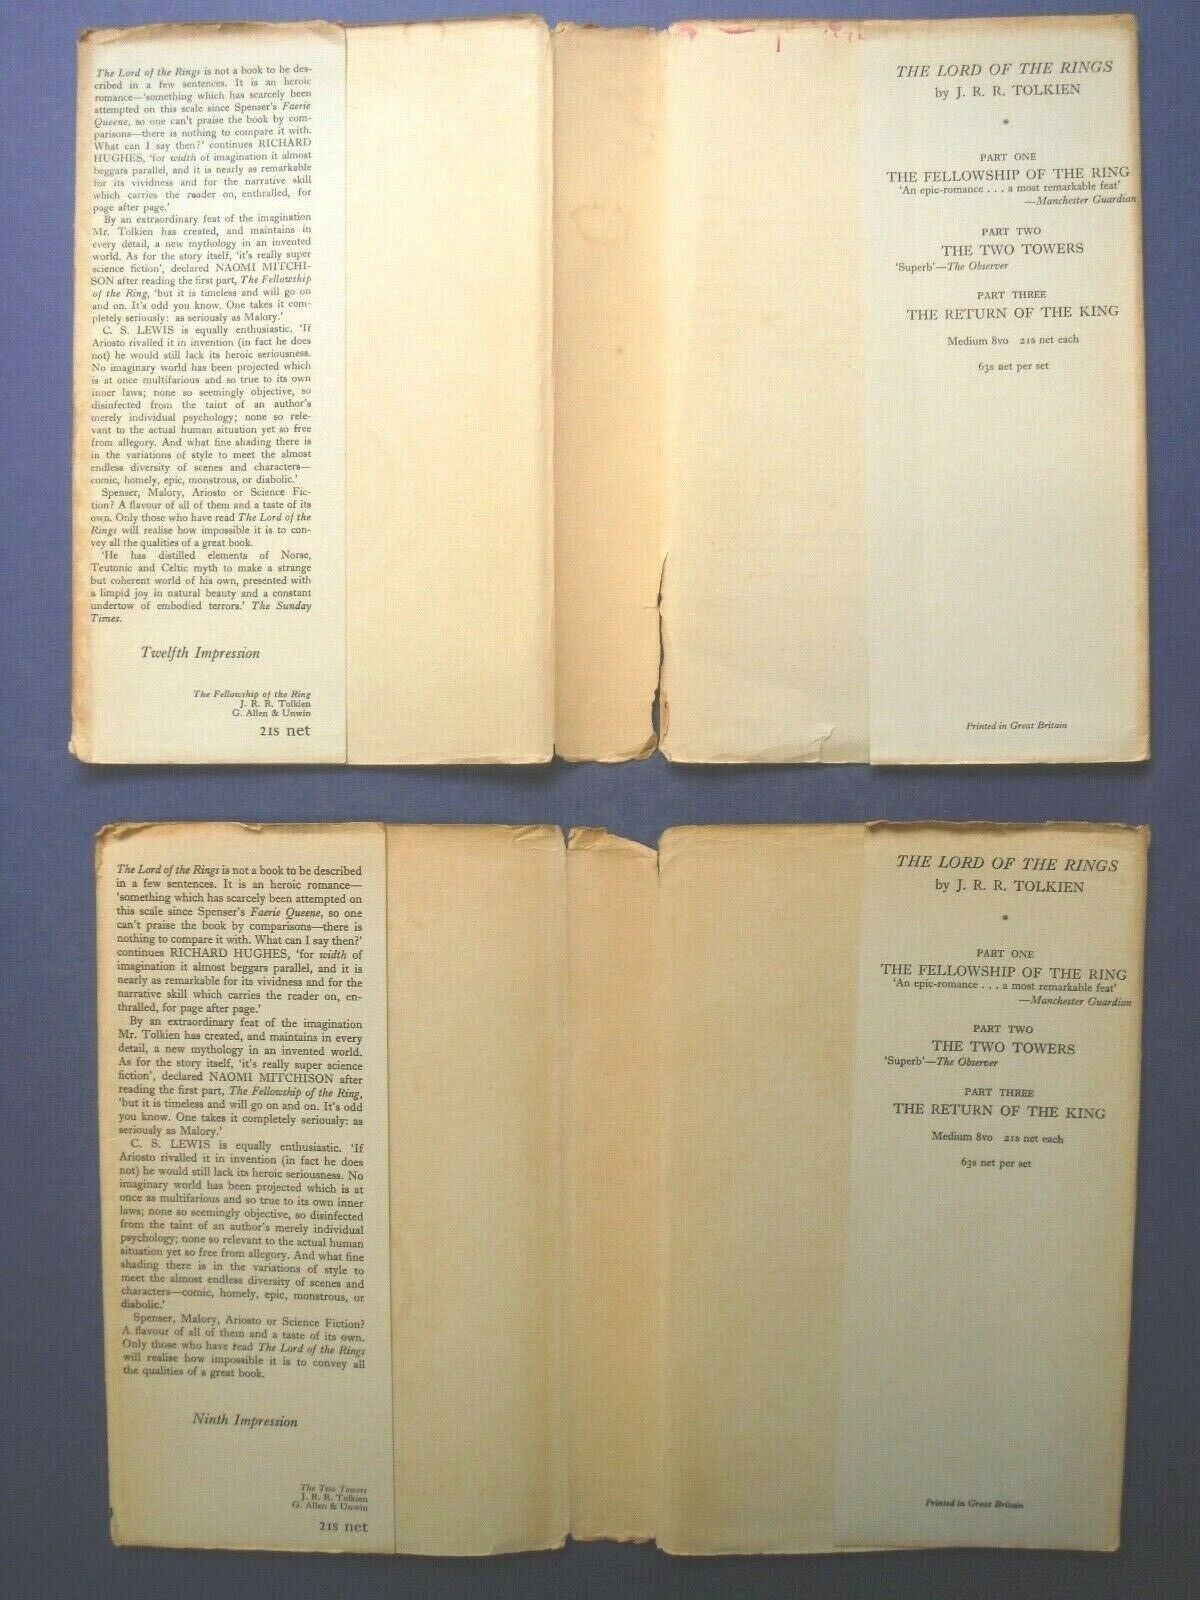 The Lord of the Rings is not a book to be des-
cribed in a few sentences. It is an heroic
romance—'something which has scarcely been
attempted on this scale since Spenser's Faerie
Queene, so one can't praise the book by com-
parisons—there is nothing to compare it with.
What can I say then?' continues RICHARD
HUGHES, 'for width of imagination it almost
beggars parallel, and it is nearly as remarkable
for its vividness and for the narrative skill
which carries the reader on, enthralled, for
page after page.'
By an extraordinary feat of the imagination
Mr. Tolkien has created, and maintains in
every detail, a new mythology in an invented
world. As for the story itself, 'it's really super
science fiction', declared NAOMI MITCHI-
SON after reading the first part, The Fellowship
of the Ring, 'but it is timeless and will go on
and on. It's odd you know. One takes it com-
pletely seriously: as seriously as Malory.'
C. S. LEWIS is equally enthusiastic. 'If
Ariosto rivalled it in invention (in fact he does
not) he would still lack its heroic seriousness.
No imaginary world has been projected which
is at once multifarious and so true to its own
inner laws; none so seemingly objective, so
disinfected from the taint of an author's
merely individual psychology; none so rele-
vant to the actual human situation yet so free
from allegory. And what fine shading there is
in the variations of style to meet the almost
endless diversity of scenes and characters—
comic, homely, epic, monstrous, or diabolic.'
Spenser, Malory, Ariosto or Science Fic-
tion? A flavour of all of them and a taste of its
own. Only those who have read The Lord of the
Rings will realise how impossible it is to con-
vey all the qualities of a great book.
'He has distilled elements of Norse,
Teutonic and Celtic myth to make a strange
but coherent world of his own, presented with
a limpid joy in natural beauty and a constant
undertow of embodied terrors.' The Sunday
Times.
Twelfth Impression
The Fellowship of the Ring
J. R. R. Tolkien
G. Allen & Unwin
21s net
THE LORD OF THE RINGS
by J. R. R. TOLKIEN
*
PART ONE
THE FELLOWSHIP OF THE RING
'An epic-romance . . . a most remarkable feat'
—Manchester Guardian
PART TWO
THE TWO TOWERS
'Superb'—The Observer
PART THREE
THE RETURN OF THE KING
Medium 8vo 21s net each
63s net per set
Printed in Great Britain
The Lord of the Rings is not a book to be described
in a few sentences. It is an heroic romance—
'something which has scarcely been attempted on
this scale since Spenser's Faerie Queene, so one
can't praise the book by comparisons—there is
nothing to compare it with. What can I say then?'
continues RICHARD HUGHES, 'for width of
imagination it almost beggars parallel, and it is
nearly as remarkable for its vividness and for the
narrative skill which carries the reader on, en-
thralled, for page after page.'
By an extraordinary feat of the imagination
Mr. Tolkien has created, and maintains in every
detail, a new mythology in an invented world.
As for the story itself, 'it's really super science
fiction', declared NAOMI MITCHISON after
reading the first part, The Fellowship of the Ring,
'but it is timeless and will go on and on. It's odd
you know. One takes it completely seriously: as
seriously as Malory.'
C. S. LEWIS is equally enthusiastic. 'If
Ariosto rivalled it in invention (in fact he does
not) he would still lack its heroic seriousness. No
imaginary world has been projected which is at
once as multifarious and so true to its own inner
laws; none so seemingly objective, so disinfected
from the taint of an author's merely individual
psychology; none so relevant to the actual human
situation yet so free from allegory. And what fine
shading there is in the variations of style to
meet the almost endless diversity of scenes and
characters—comic, homely, epic, monstrous, or
diabolic.'
Spenser, Malory, Ariosto or Science Fiction?
A flavour of all of them and a taste of its own.
Only those who have read The Lord of the Rings
will realise how impossible it is to convey all
the qualities of a great book.
Ninth Impression
The Two Towers
J. R. R. Tolkien
G. Allen & Unwin
21s net
THE LORD OF THE RINGS
by J. R. R. TOLKIEN
*
PART ONE
THE FELLOWSHIP OF THE RING
'An epic-romance . . . a most remarkable feat'
—Manchester Guardian
PART TWO
THE TWO TOWERS
'Superb'—The Observer
PART THREE
THE RETURN OF THE KING
Medium 8vo 21s net each
63s net per set
Printed in Great Britain